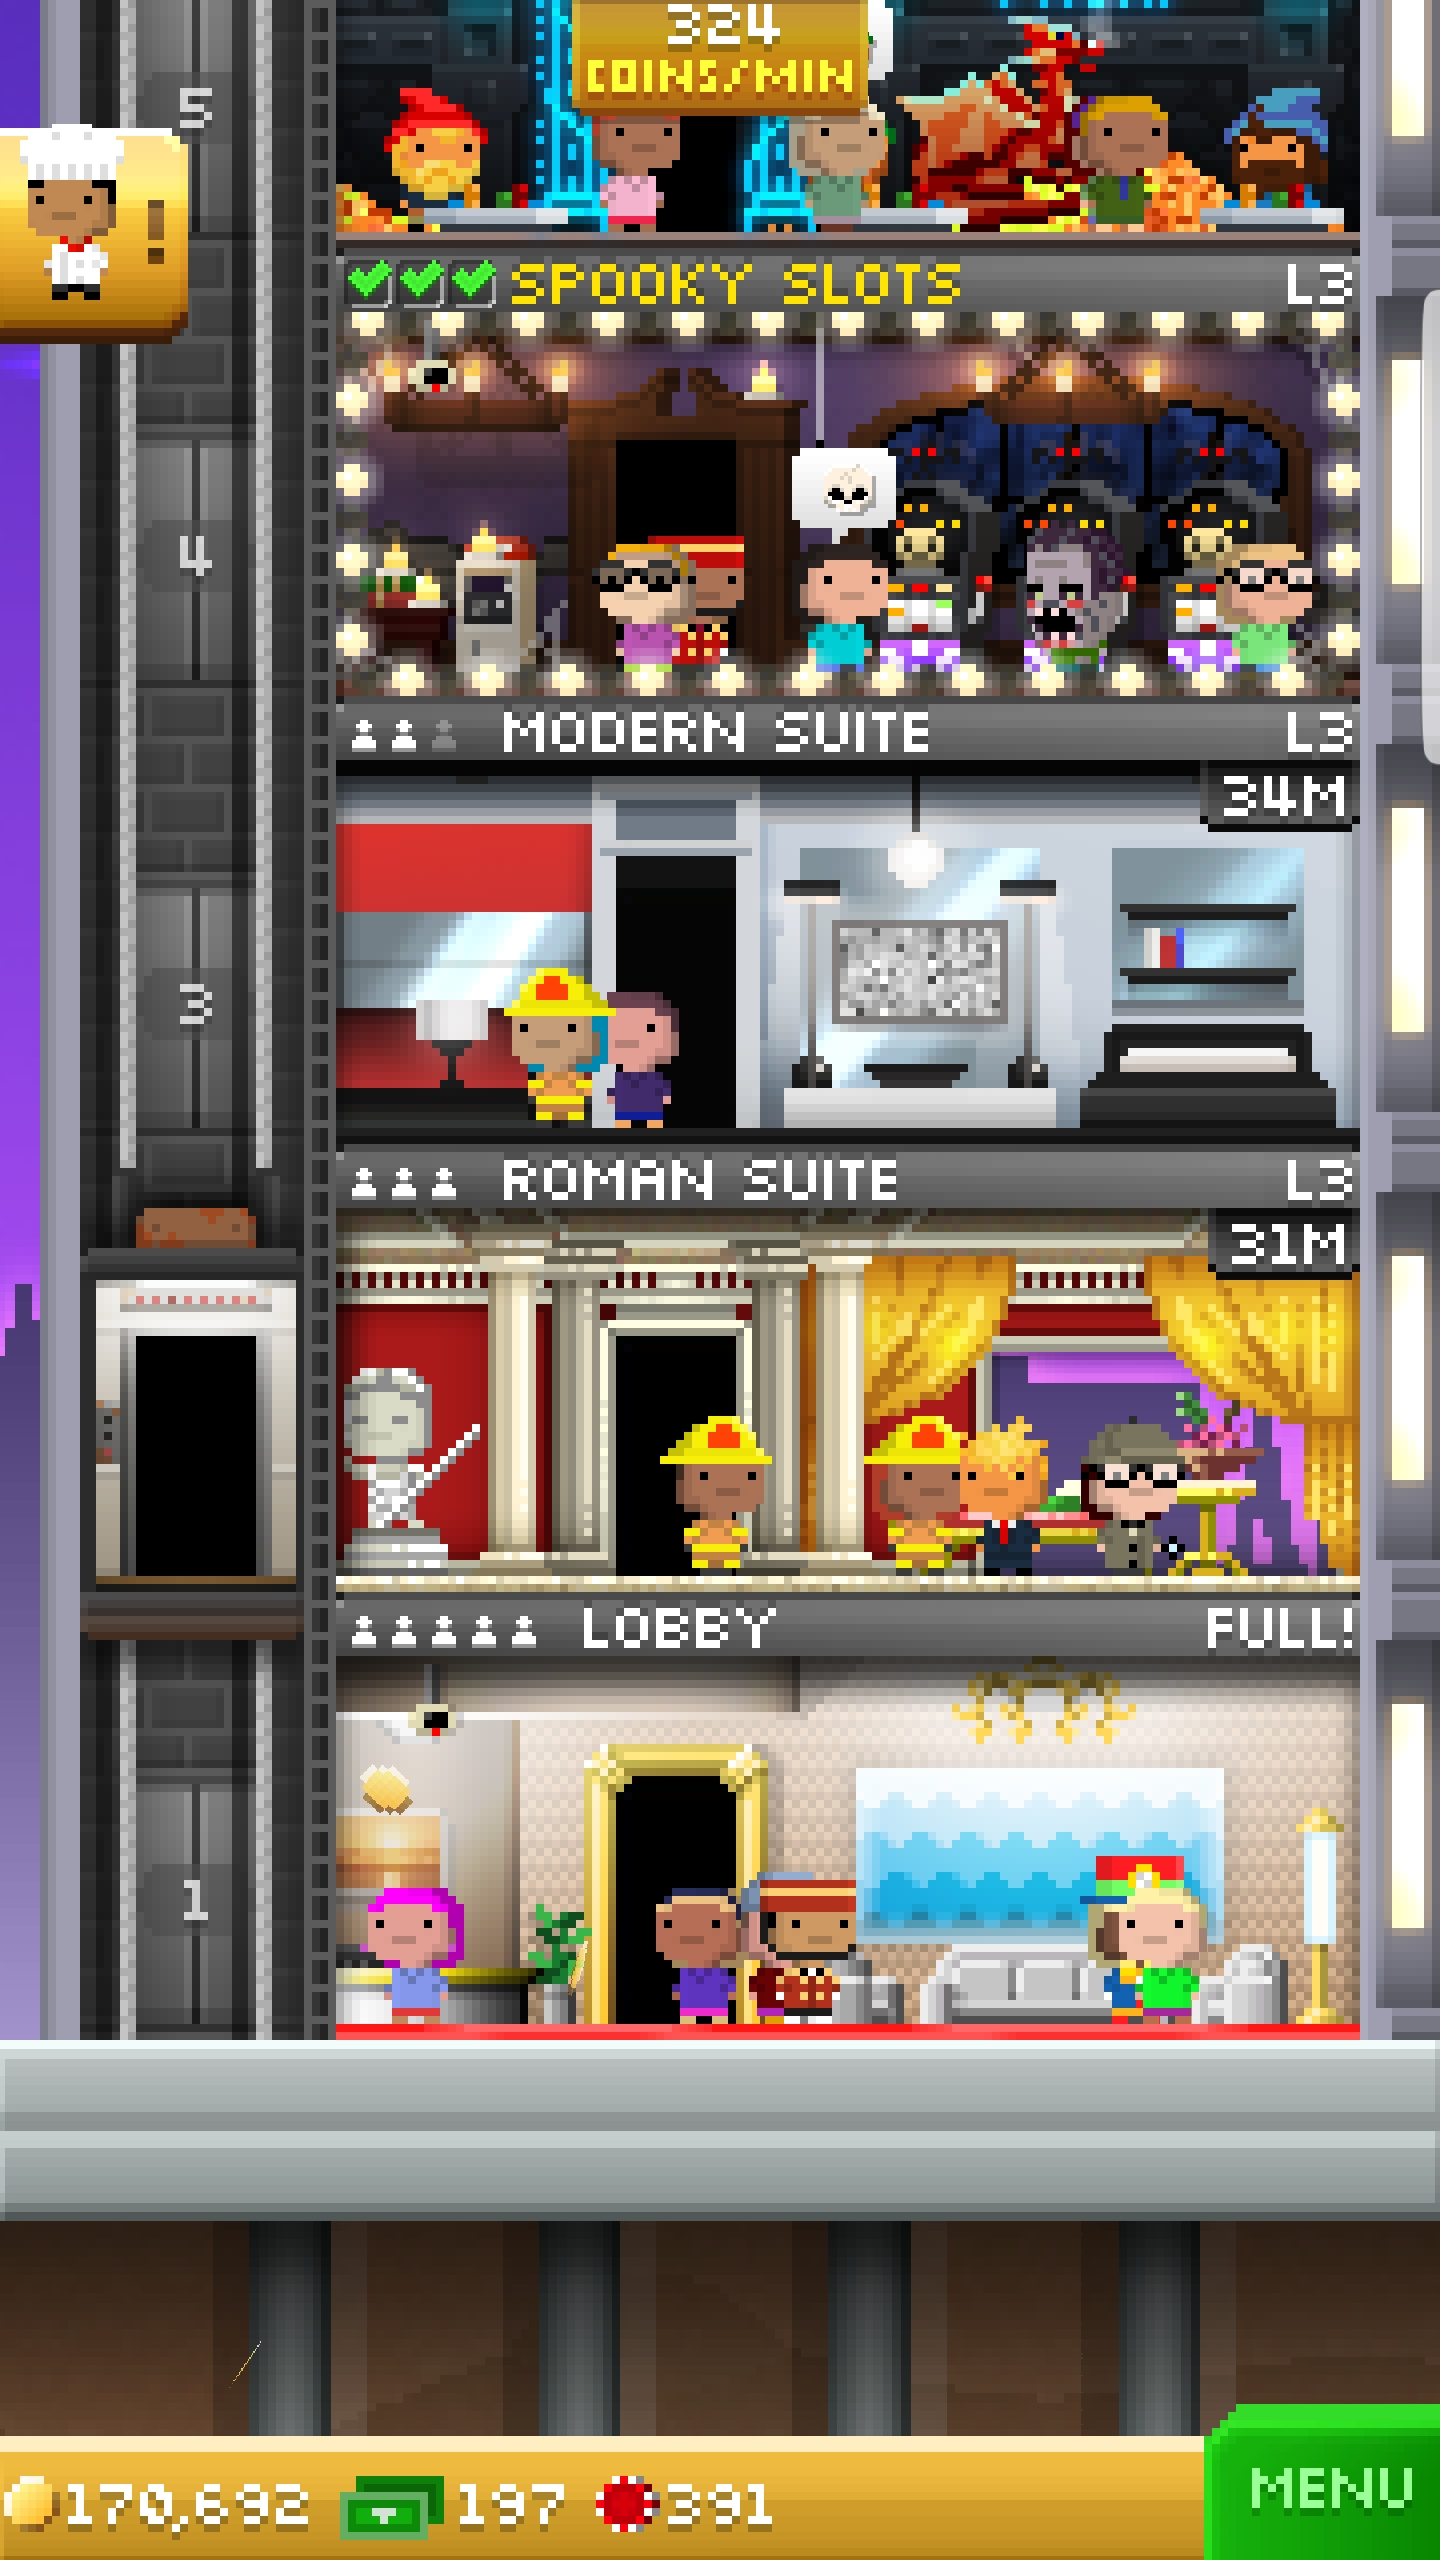 324
COINS/MIN
5
!
SPOOKY SLOTS L3
4
MODERN SUITE L3
34M
3
ROMAN SUITE L3
31M
LOBBY FULL!
1
170,692 197 391
MENU